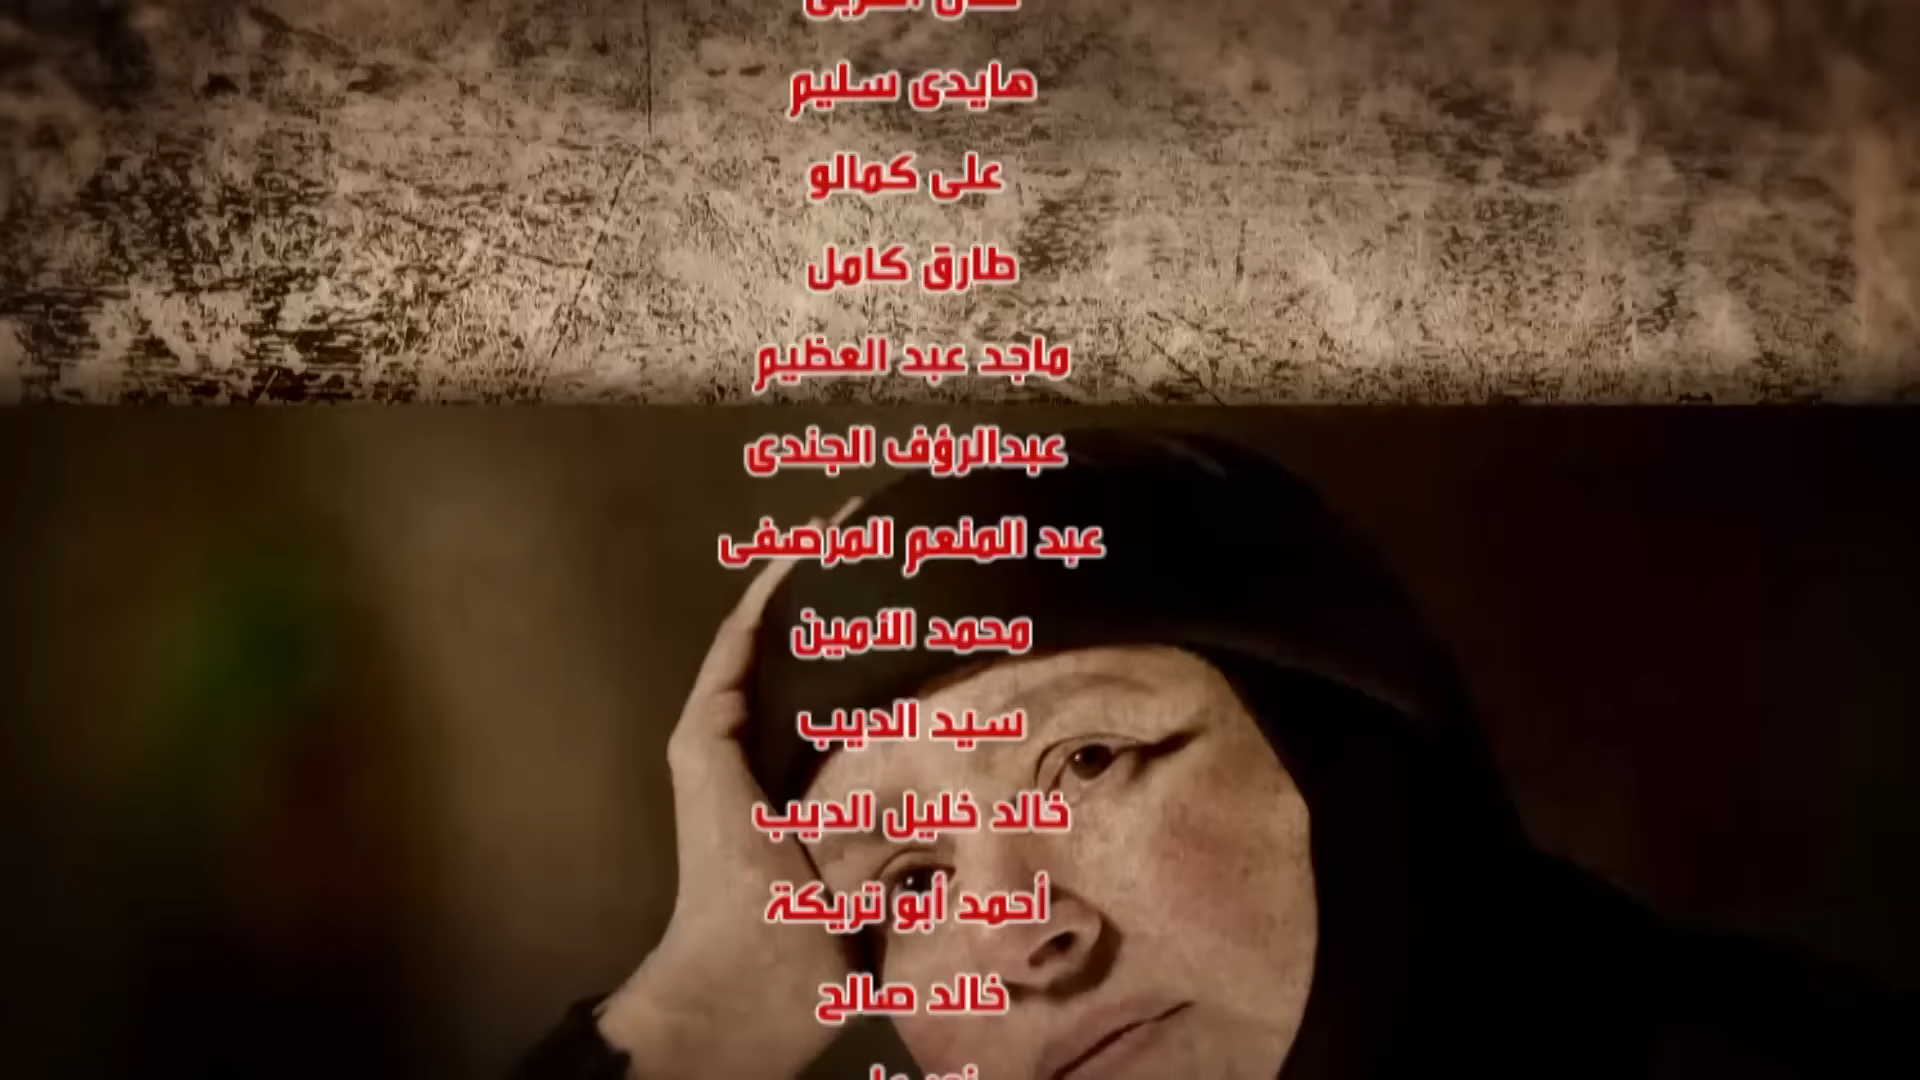 هايدى سليم
على كمالو
طارق كامل
ماجد عبد العظيم
عبدالرؤف الجندى
عبد المنعم المرصفى
محمد الأمين
سيد الديب
خالد خليل الديب
أحمد أبو تريكة
خالد صالح